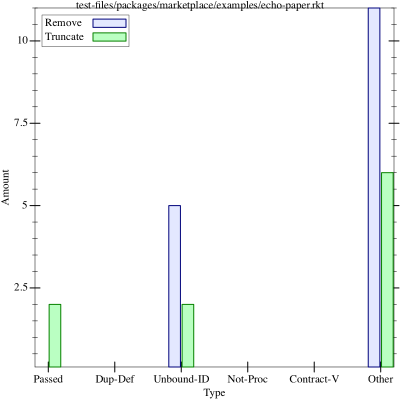 test-files/packages/marketplace/examples/echo-paper.rkt
Remove
Truncate
10
7.5
5
2.5
Amount
Passed Dup-Def Unbound-ID Not-Proc Contract-V Other
Type